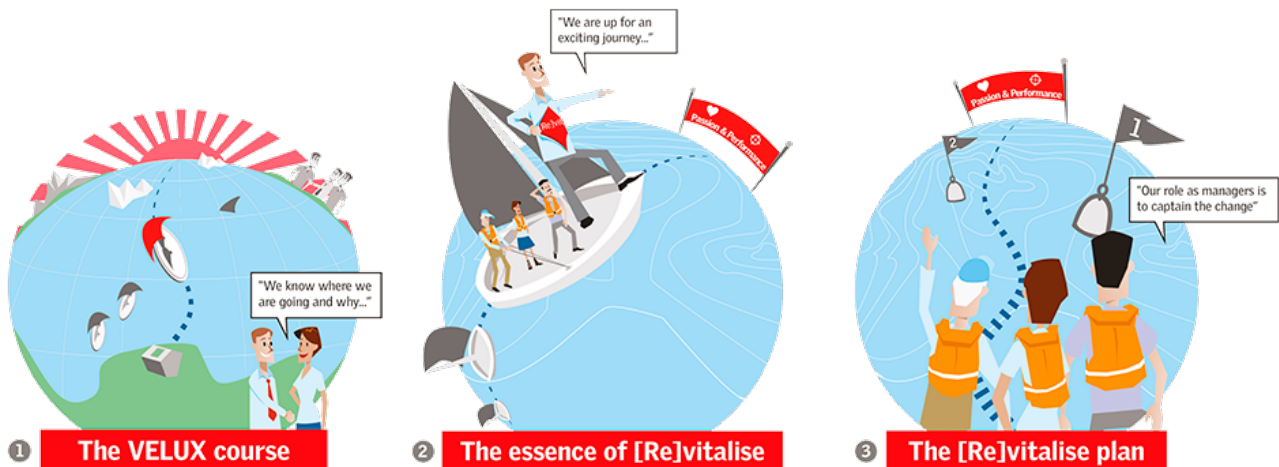 "We know where we
are going and why..."
1
The VELUX course
"We are up for an
exciting journey..."
[Re]vit
Passion & Performance
2
The essence of [Re]vitalise
Passion & Performance
2
1
"Our role as managers is
to captain the change"
3
The [Re]vitalise plan